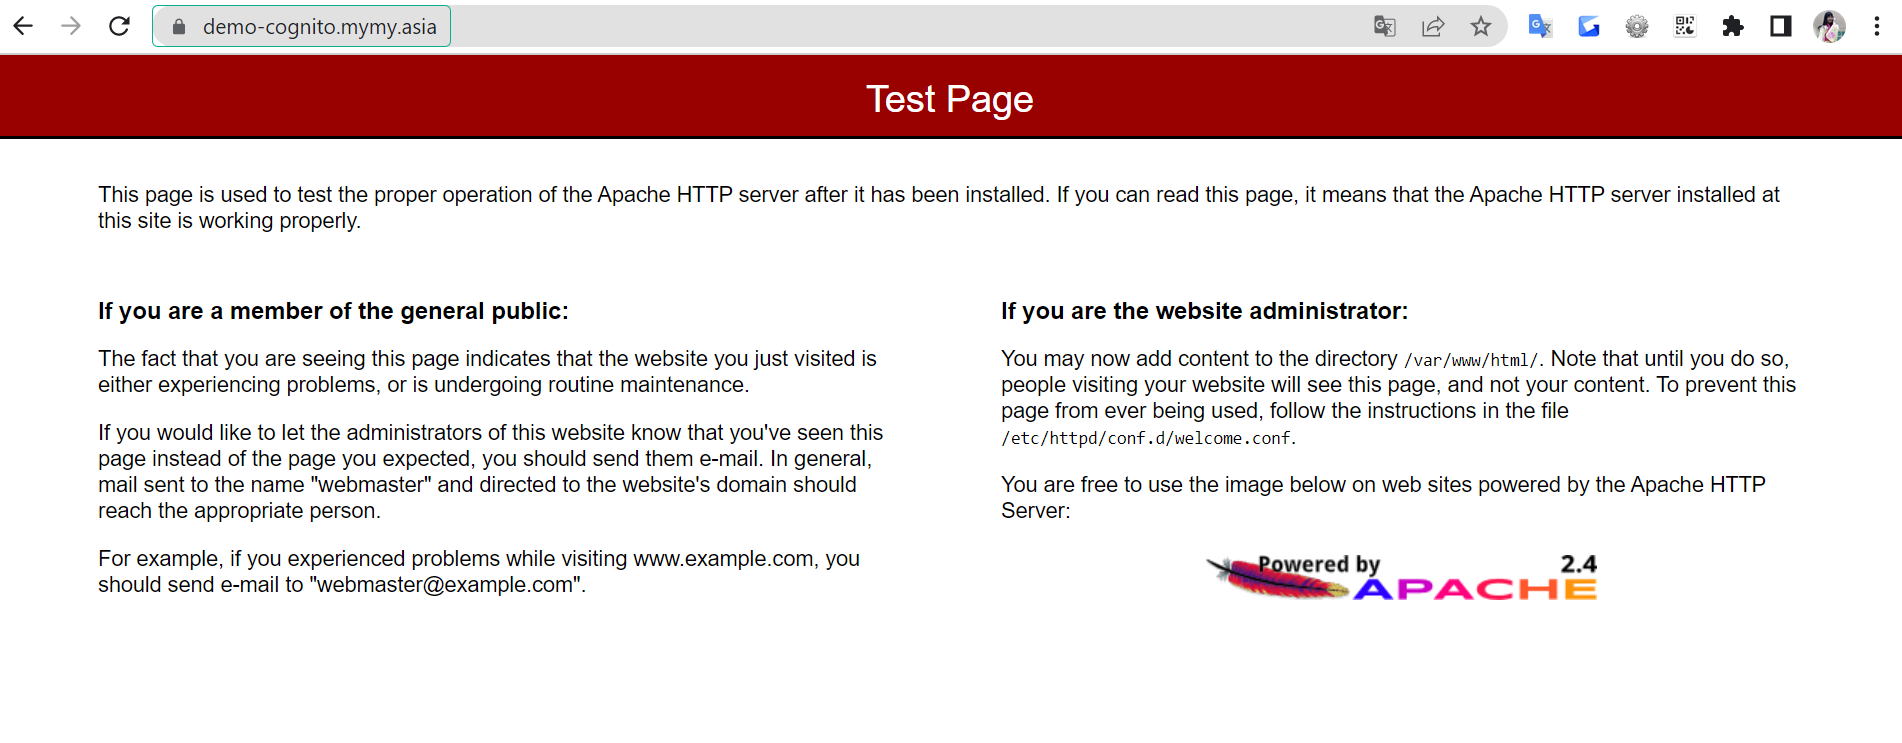 demo-cognito.mymy.asia
Test Page
This page is used to test the proper operation of the Apache HTTP server after it has been installed. If you can read this page, it means that the Apache HTTP server installed at
this site is working properly.
If you are a member of the general public:
The fact that you are seeing this page indicates that the website you just visited is
either experiencing problems, or is undergoing routine maintenance.
If you would like to let the administrators of this website know that you've seen this
page instead of the page you expected, you should send them e-mail. In general,
mail sent to the name "webmaster" and directed to the website's domain should
reach the appropriate person.
For example, if you experienced problems while visiting www.example.com, you
should send e-mail to "webmaster@example.com".
If you are the website administrator:
You may now add content to the directory /var/www/html/. Note that until you do so,
people visiting your website will see this page, and not your content. To prevent this
page from ever being used, follow the instructions in the file
/etc/httpd/conf.d/welcome.conf.
You are free to use the image below on web sites powered by the Apache HTTP
Server:
Powered by 2.4
APACHE